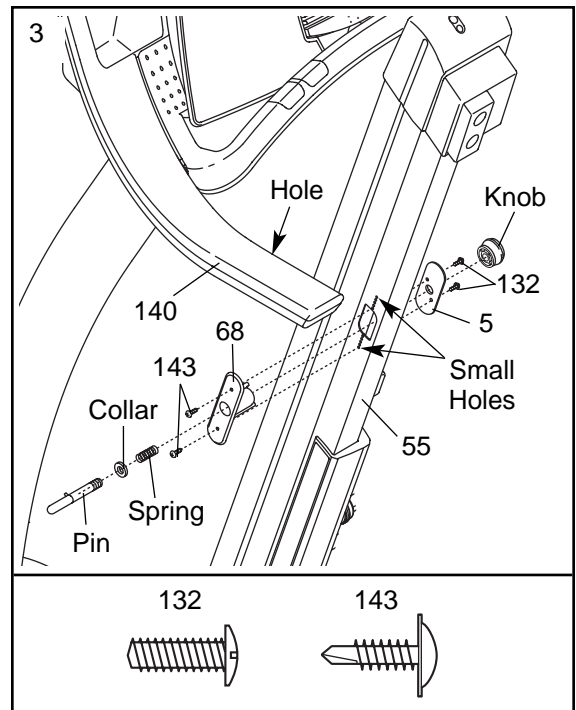 3
Hole
Knob
132
140
5
68
Small
Holes
143
Collar
55
Spring
Pin
132
143